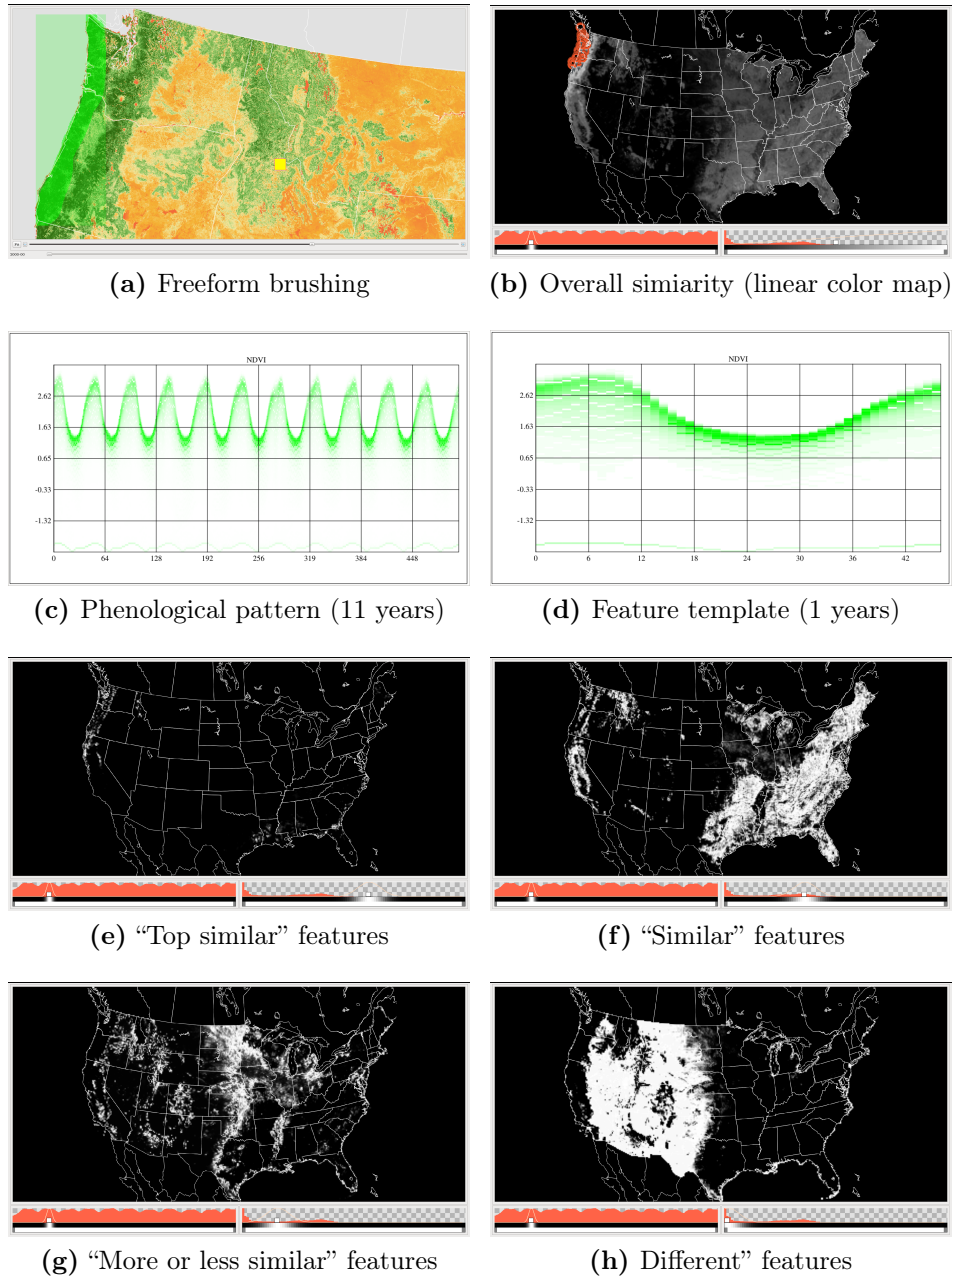 (a) Freeform brushing
(b) Overall simiarity (linear color map)
NDVI
2.62
1.63
0.65
-0.33
-1.32
0 64 128 192 256 319 384 448
(c) Phenological pattern (11 years)
NDVI
2.62
1.63
0.65
-0.33
-1.32
0 6 12 18 24 30 36 42
(d) Feature template (1 years)
(e) “Top similar” features
(f) “Similar” features
(g) “More or less similar” features
(h) Different” features